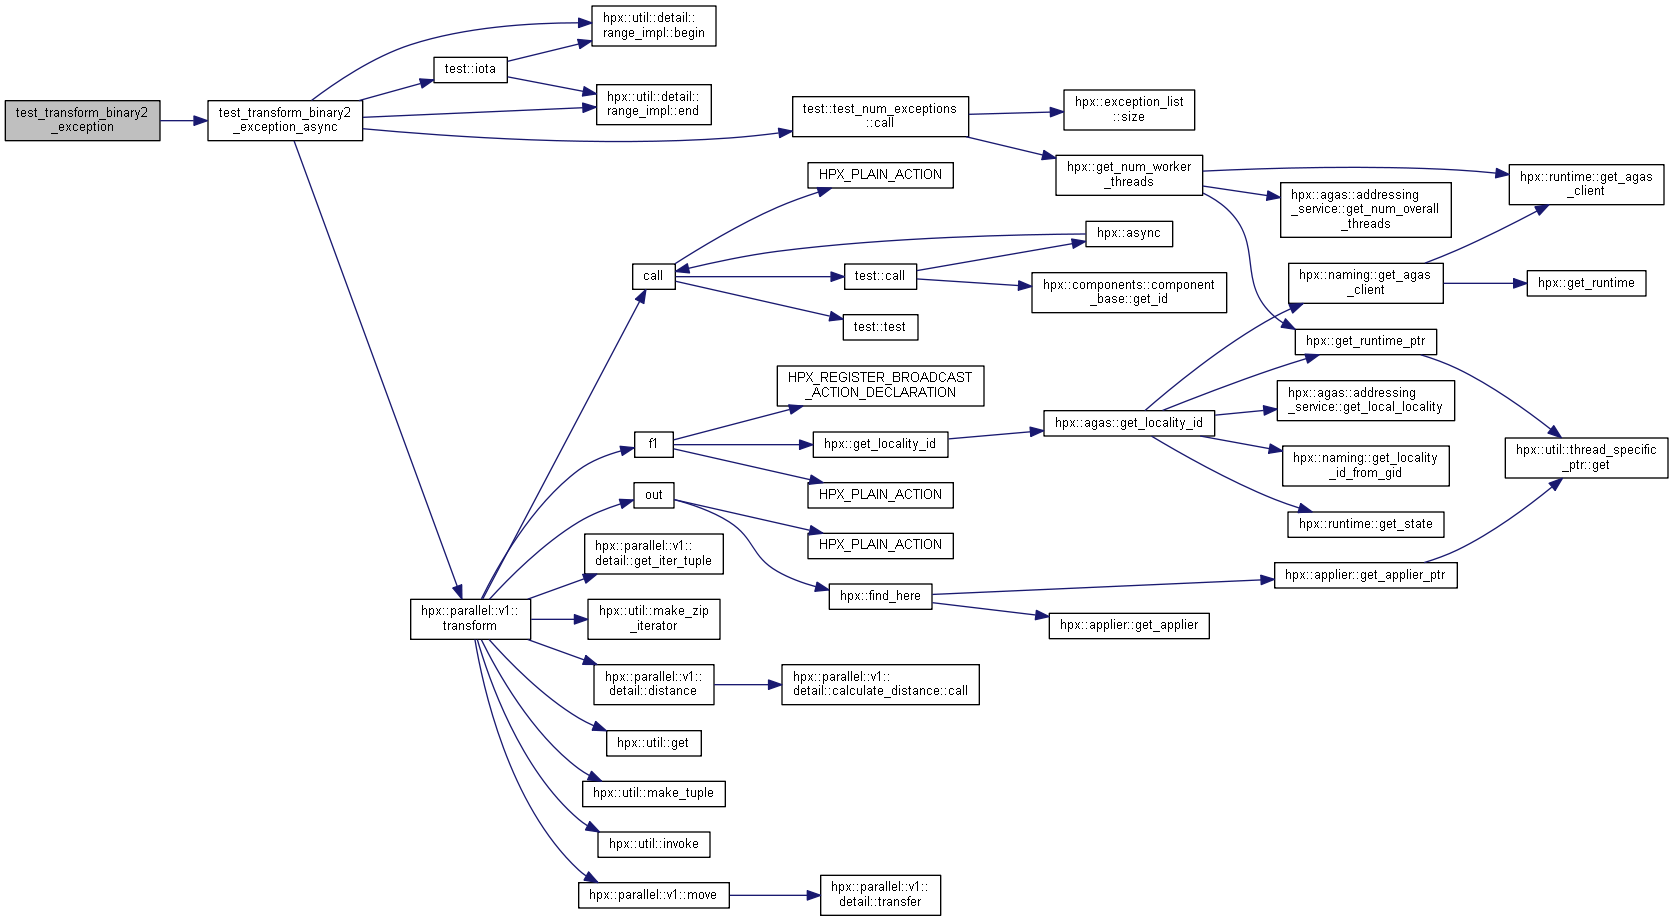 test_transform_binary2
_exception
test_transform_binary2
_exception_async
hpx::util::detail::
range_impl::begin
test::iota
hpx::util::detail::
range_impl::end
test::test_num_exceptions
::call
hpx::exception_list
::size
hpx::get_num_worker
_threads
hpx::runtime::get_agas
_client
hpx::agas::addressing
_service::get_num_overall
_threads
HPX_PLAIN_ACTION
hpx::async
call
test::call
hpx::components::component
_base::get_id
test::test
hpx::naming::get_agas
_client
hpx::get_runtime
hpx::get_runtime_ptr
HPX_REGISTER_BROADCAST
_ACTION_DECLARATION
f1
hpx::get_locality_id
HPX_PLAIN_ACTION
hpx::agas::get_locality_id
hpx::agas::addressing
_service::get_local_locality
hpx::naming::get_locality
_id_from_gid
hpx::runtime::get_state
hpx::util::thread_specific
_ptr::get
out
HPX_PLAIN_ACTION
hpx::find_here
hpx::applier::get_applier_ptr
hpx::applier::get_applier
hpx::parallel::v1::
detail::get_iter_tuple
hpx::parallel::v1::
transform
hpx::util::make_zip
_iterator
hpx::parallel::v1::
detail::distance
hpx::parallel::v1::
detail::calculate_distance::call
hpx::util::get
hpx::util::make_tuple
hpx::util::invoke
hpx::parallel::v1::move
hpx::parallel::v1::
detail::transfer